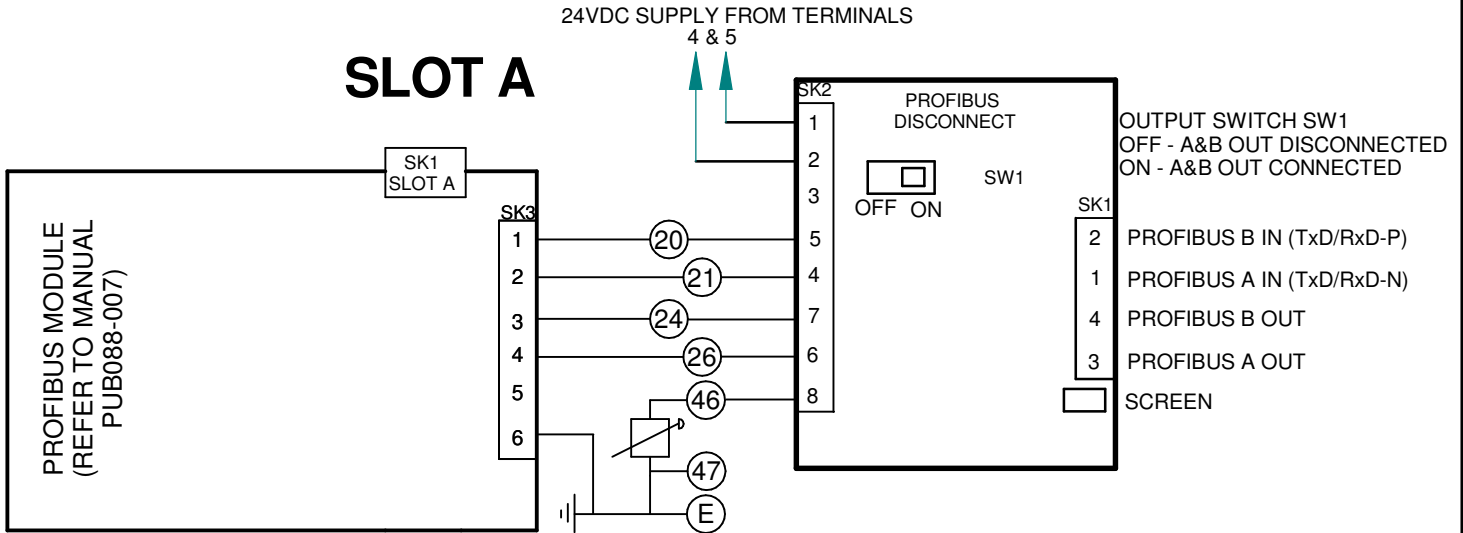 24VDC SUPPLY FROM TERMINALS
4 & 5
SLOT A
SK1
SLOT A
PROFIBUS MODULE
(REFER TO MANUAL
PUB088-007)
SK3
1
2
3
4
5
6
20
21
24
26
46
47
E
SK2
1
2
3
5
4
7
6
8
PROFIBUS
DISCONNECT
SW1
OFF ON
OUTPUT SWITCH SW1
OFF - A&B OUT DISCONNECTED
ON - A&B OUT CONNECTED
SK1
2 PROFIBUS B IN (TxD/RxD-P)
1 PROFIBUS A IN (TxD/RxD-N)
4 PROFIBUS B OUT
3 PROFIBUS A OUT
SCREEN